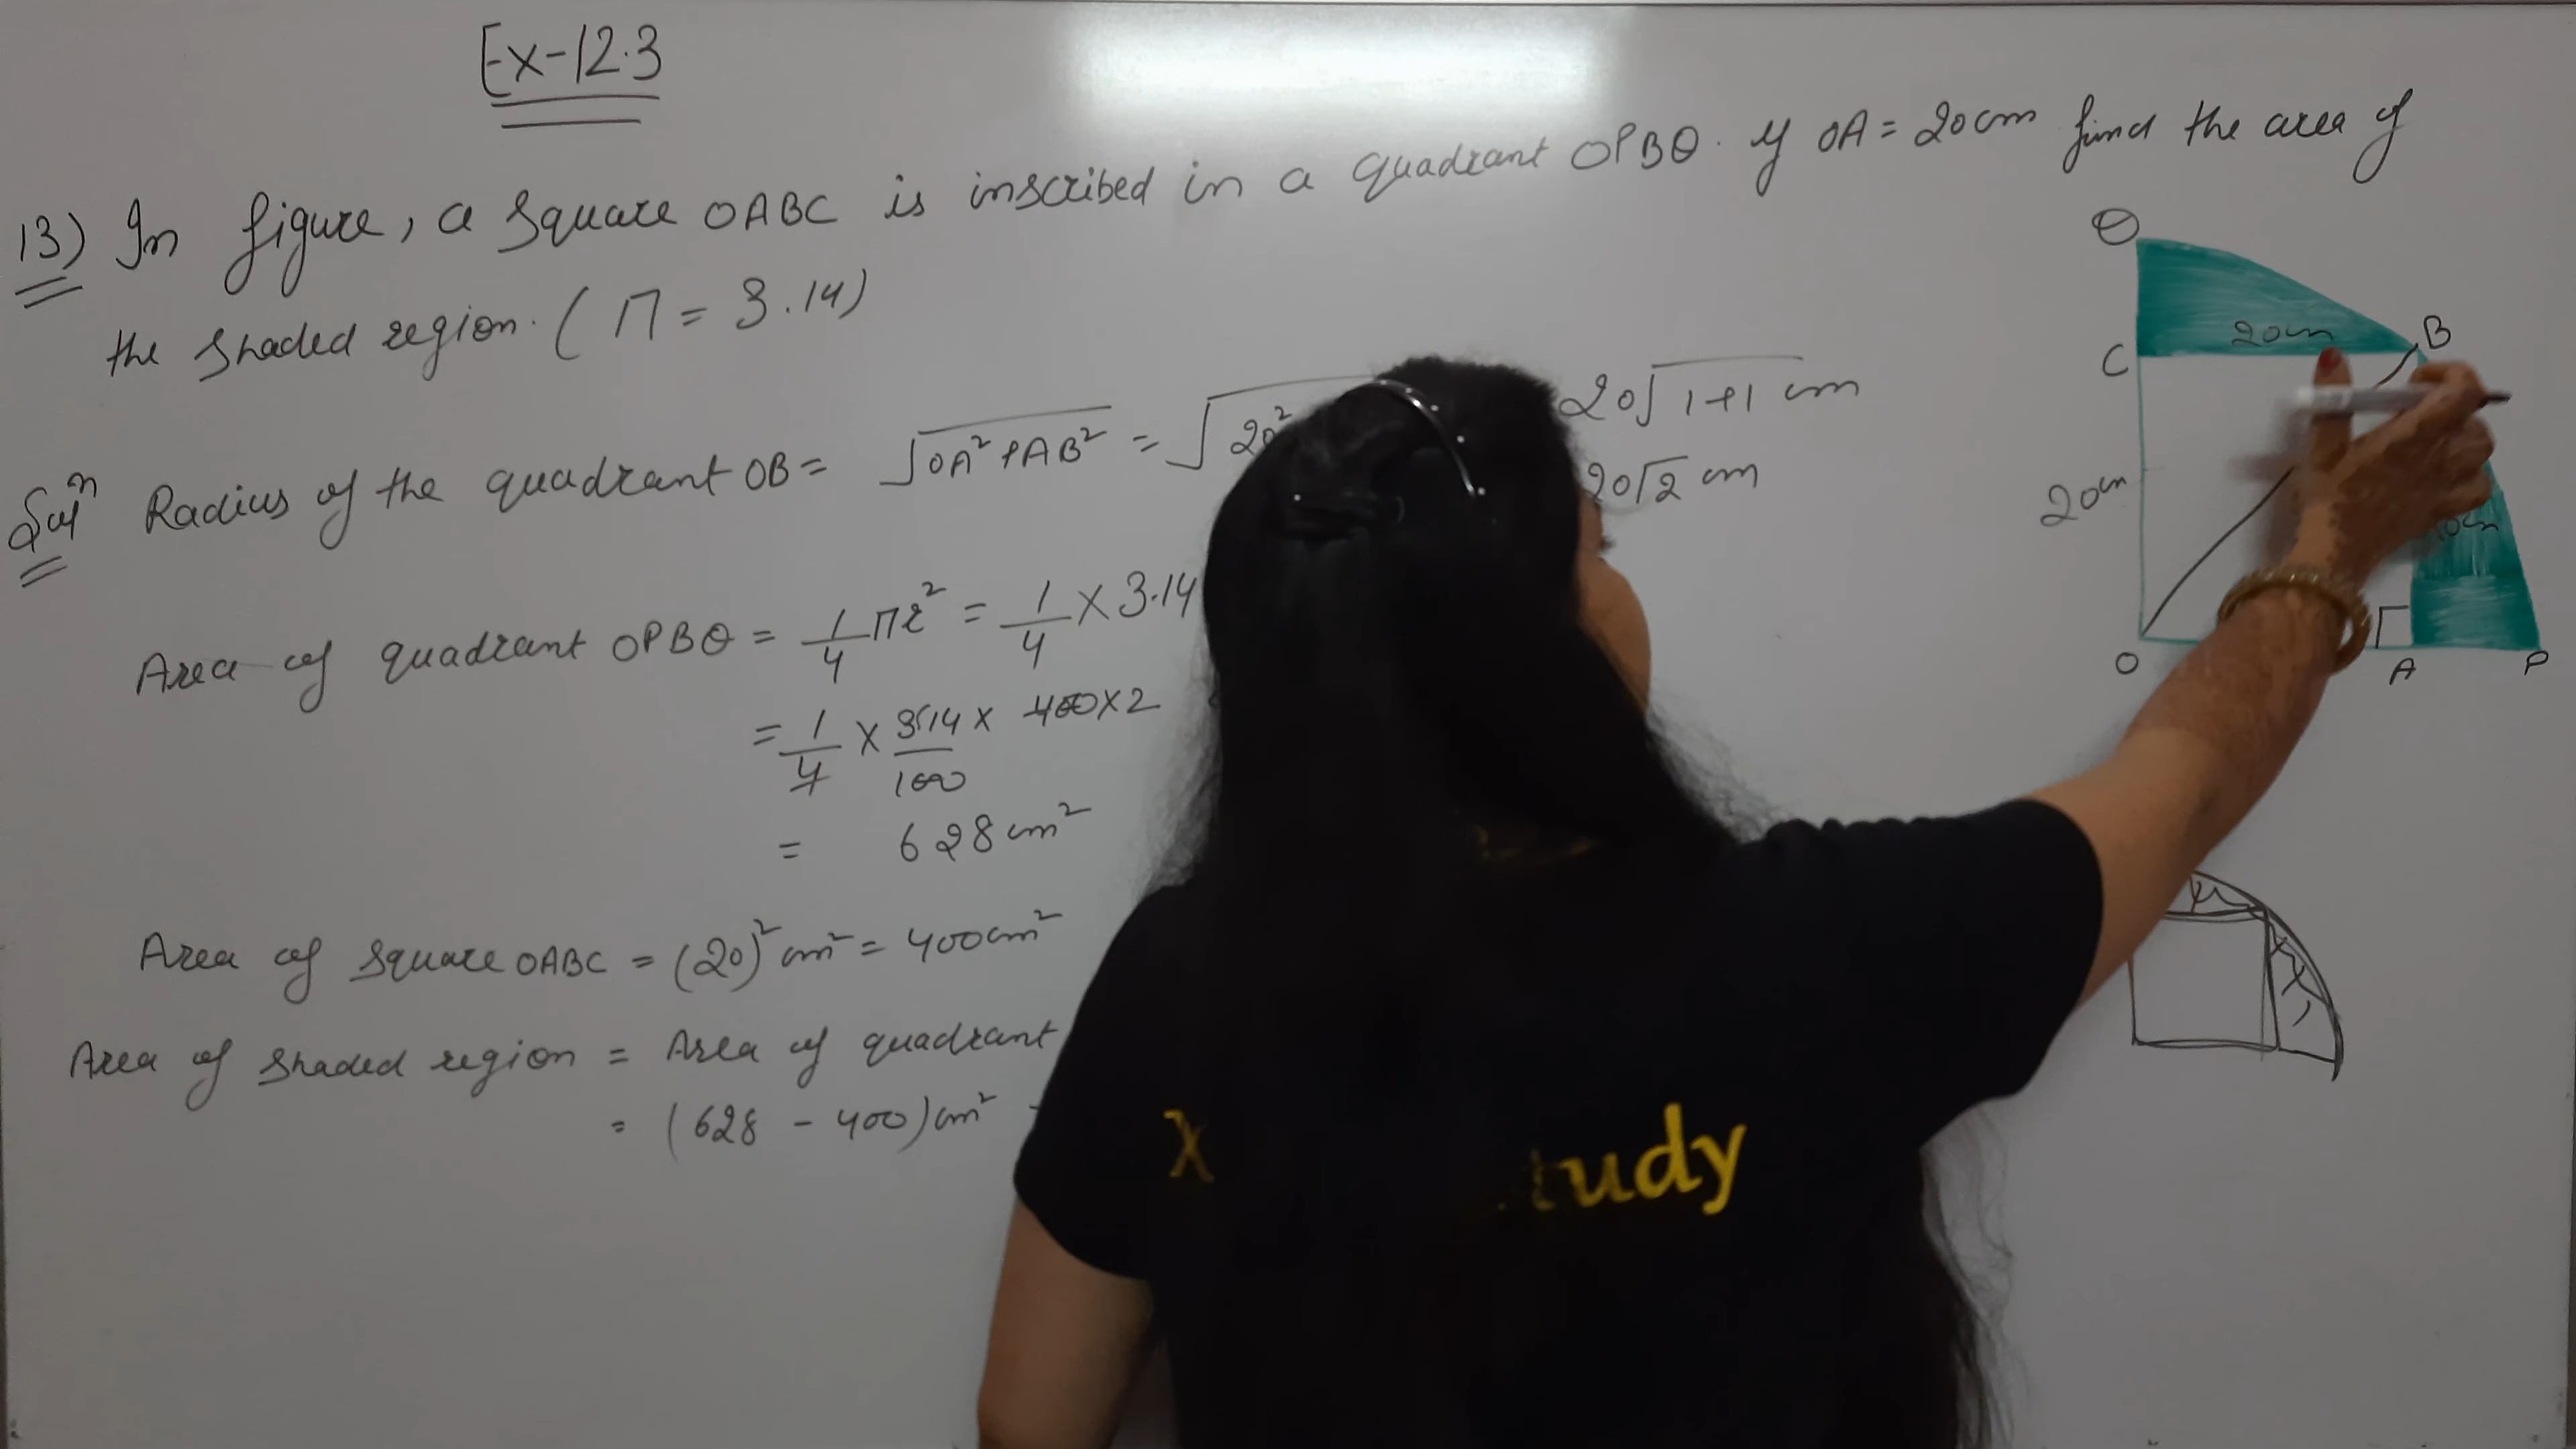 Ex-12.3
13) In figure, a square OABC is inscribed in a quadrant OPBQ. If OA = 20cm find the area of
the shaded region. (Π = 3.14)
Solⁿ Radius of the quadrant OB = √OA² + AB² = √20² 20√1+1 cm
20√2 cm
Area of quadrant OPBQ = 1/4 Πr² = 1/4 × 3.14
= 1/4 × 314/100 × 400×2
= 628cm²
Area of square OABC = (20)² cm² = 400cm²
Area of shaded region = Area of quadrant
= (628 - 400)cm²
Q
20cm
B
C
20cm
O
A
P
X tudy